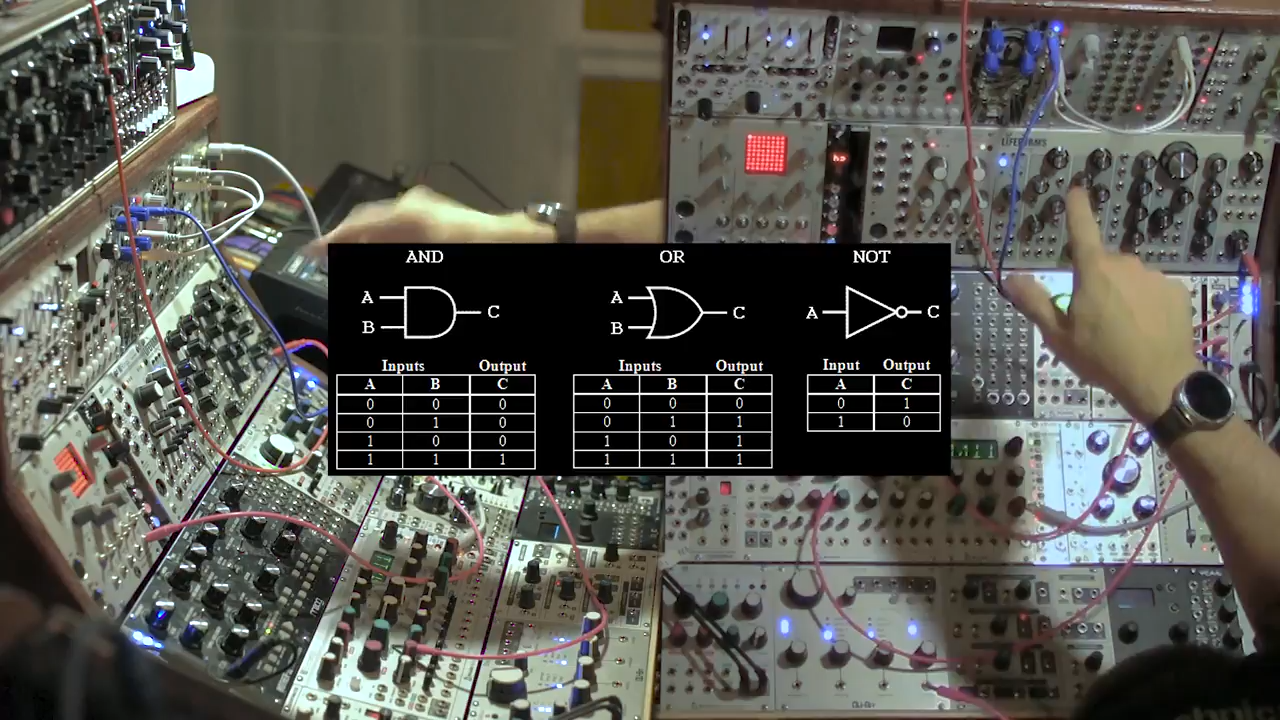 AND OR NOT
A B C
A B C
A C
Inputs Output
A B C
0 0 0
0 1 0
1 0 0
1 1 1
Inputs Output
A B C
0 0 0
0 1 1
1 0 1
1 1 1
Input Output
A C
0 1
1 0